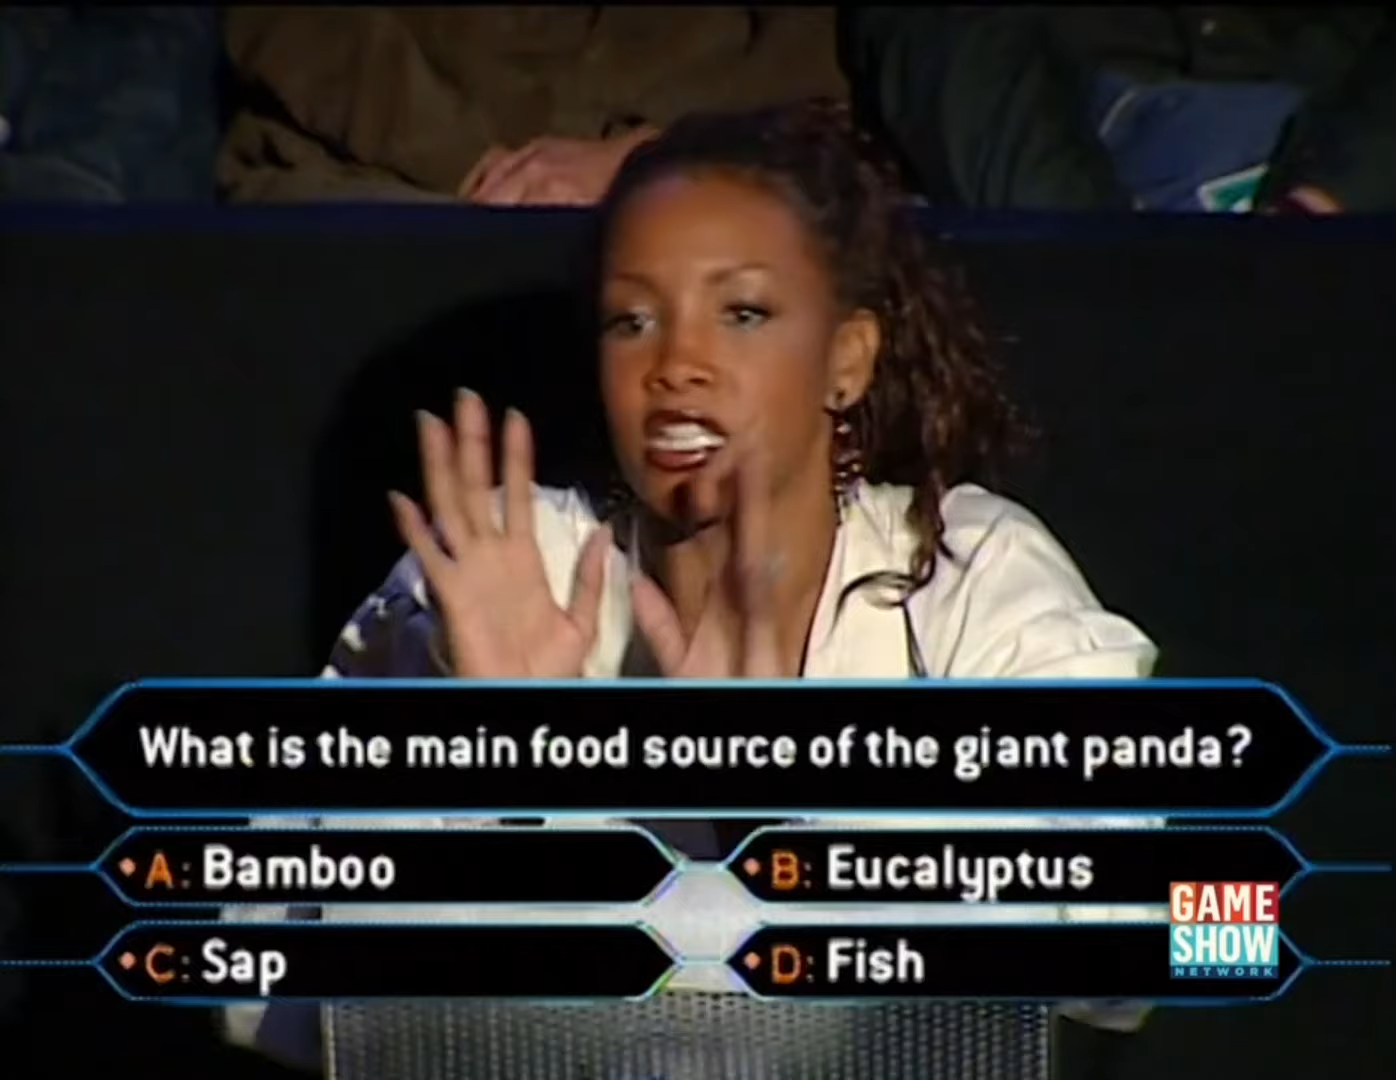 What is the main food source of the giant panda?
A: Bamboo
B: Eucalyptus
C: Sap
D: Fish
GAME
SHOW
NETWORK